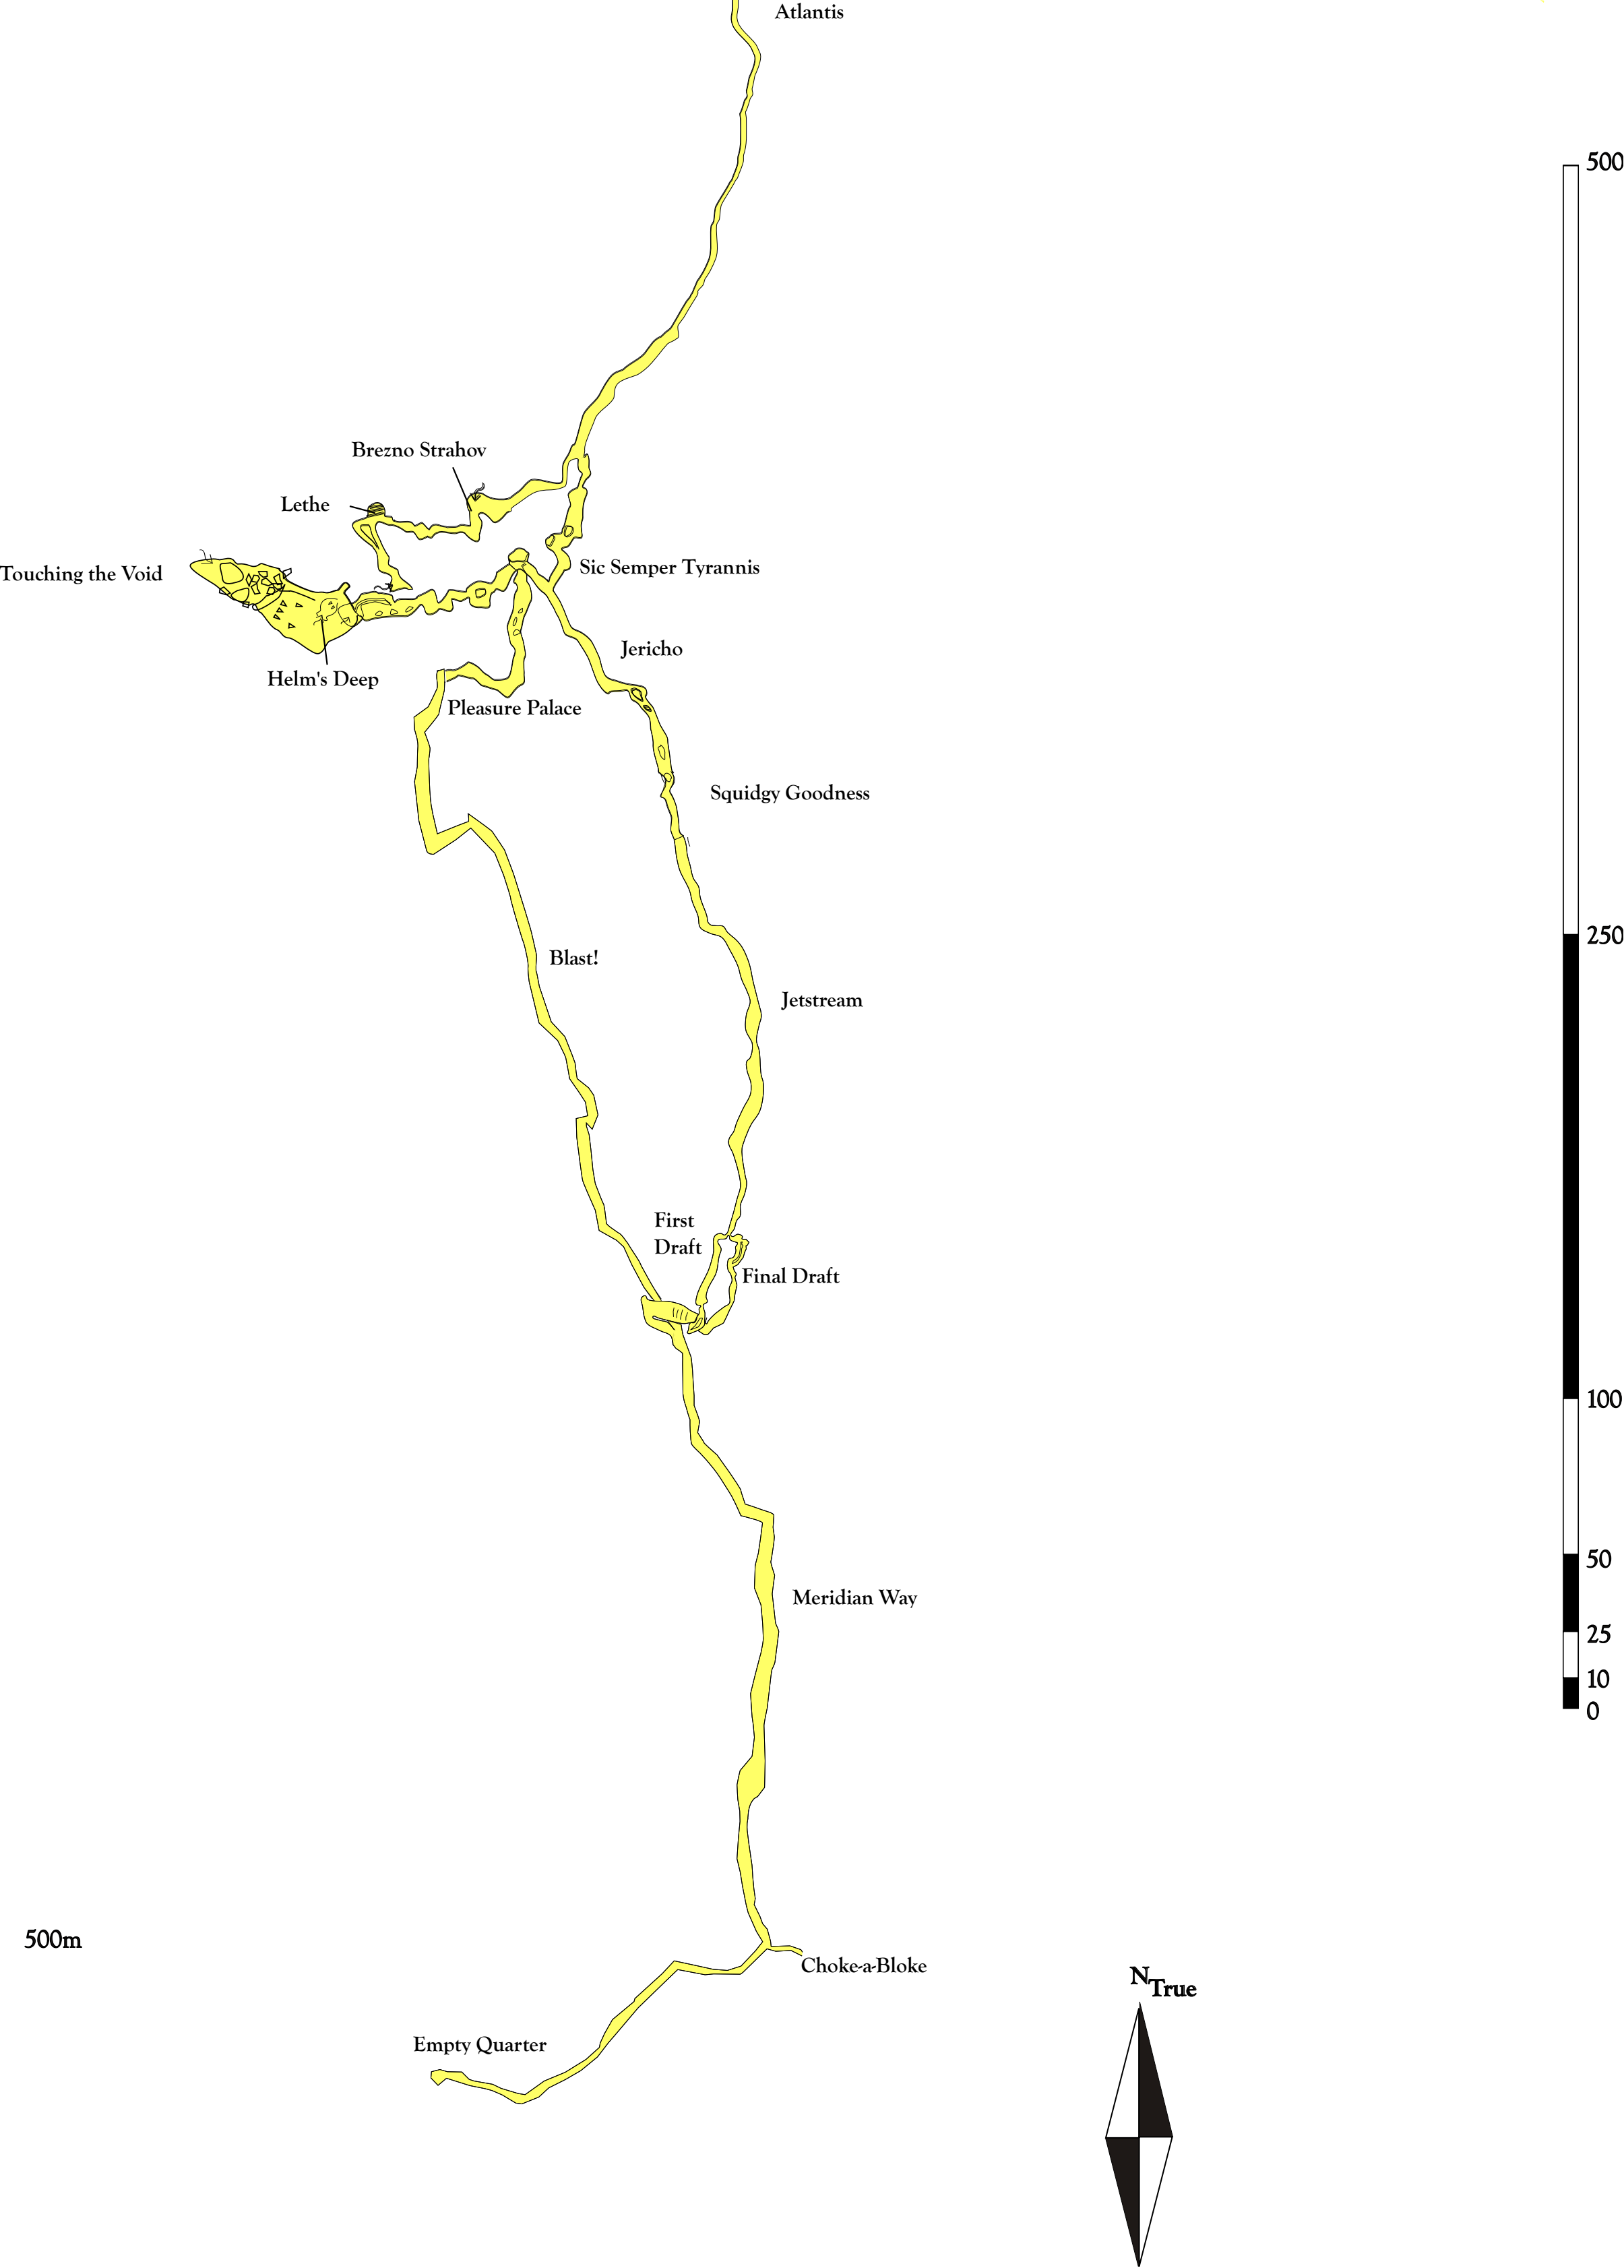 Atlantis
500
Brezno Strahov
Lethe
Touching the Void
Sic Semper Tyrannis
Jericho
Helm's Deep
Pleasure Palace
Squidgy Goodness
250
Blast!
Jetstream
First
Draft
Final Draft
100
50
Meridian Way
25
10
0
500m
Choke-a-Bloke
N
True
Empty Quarter